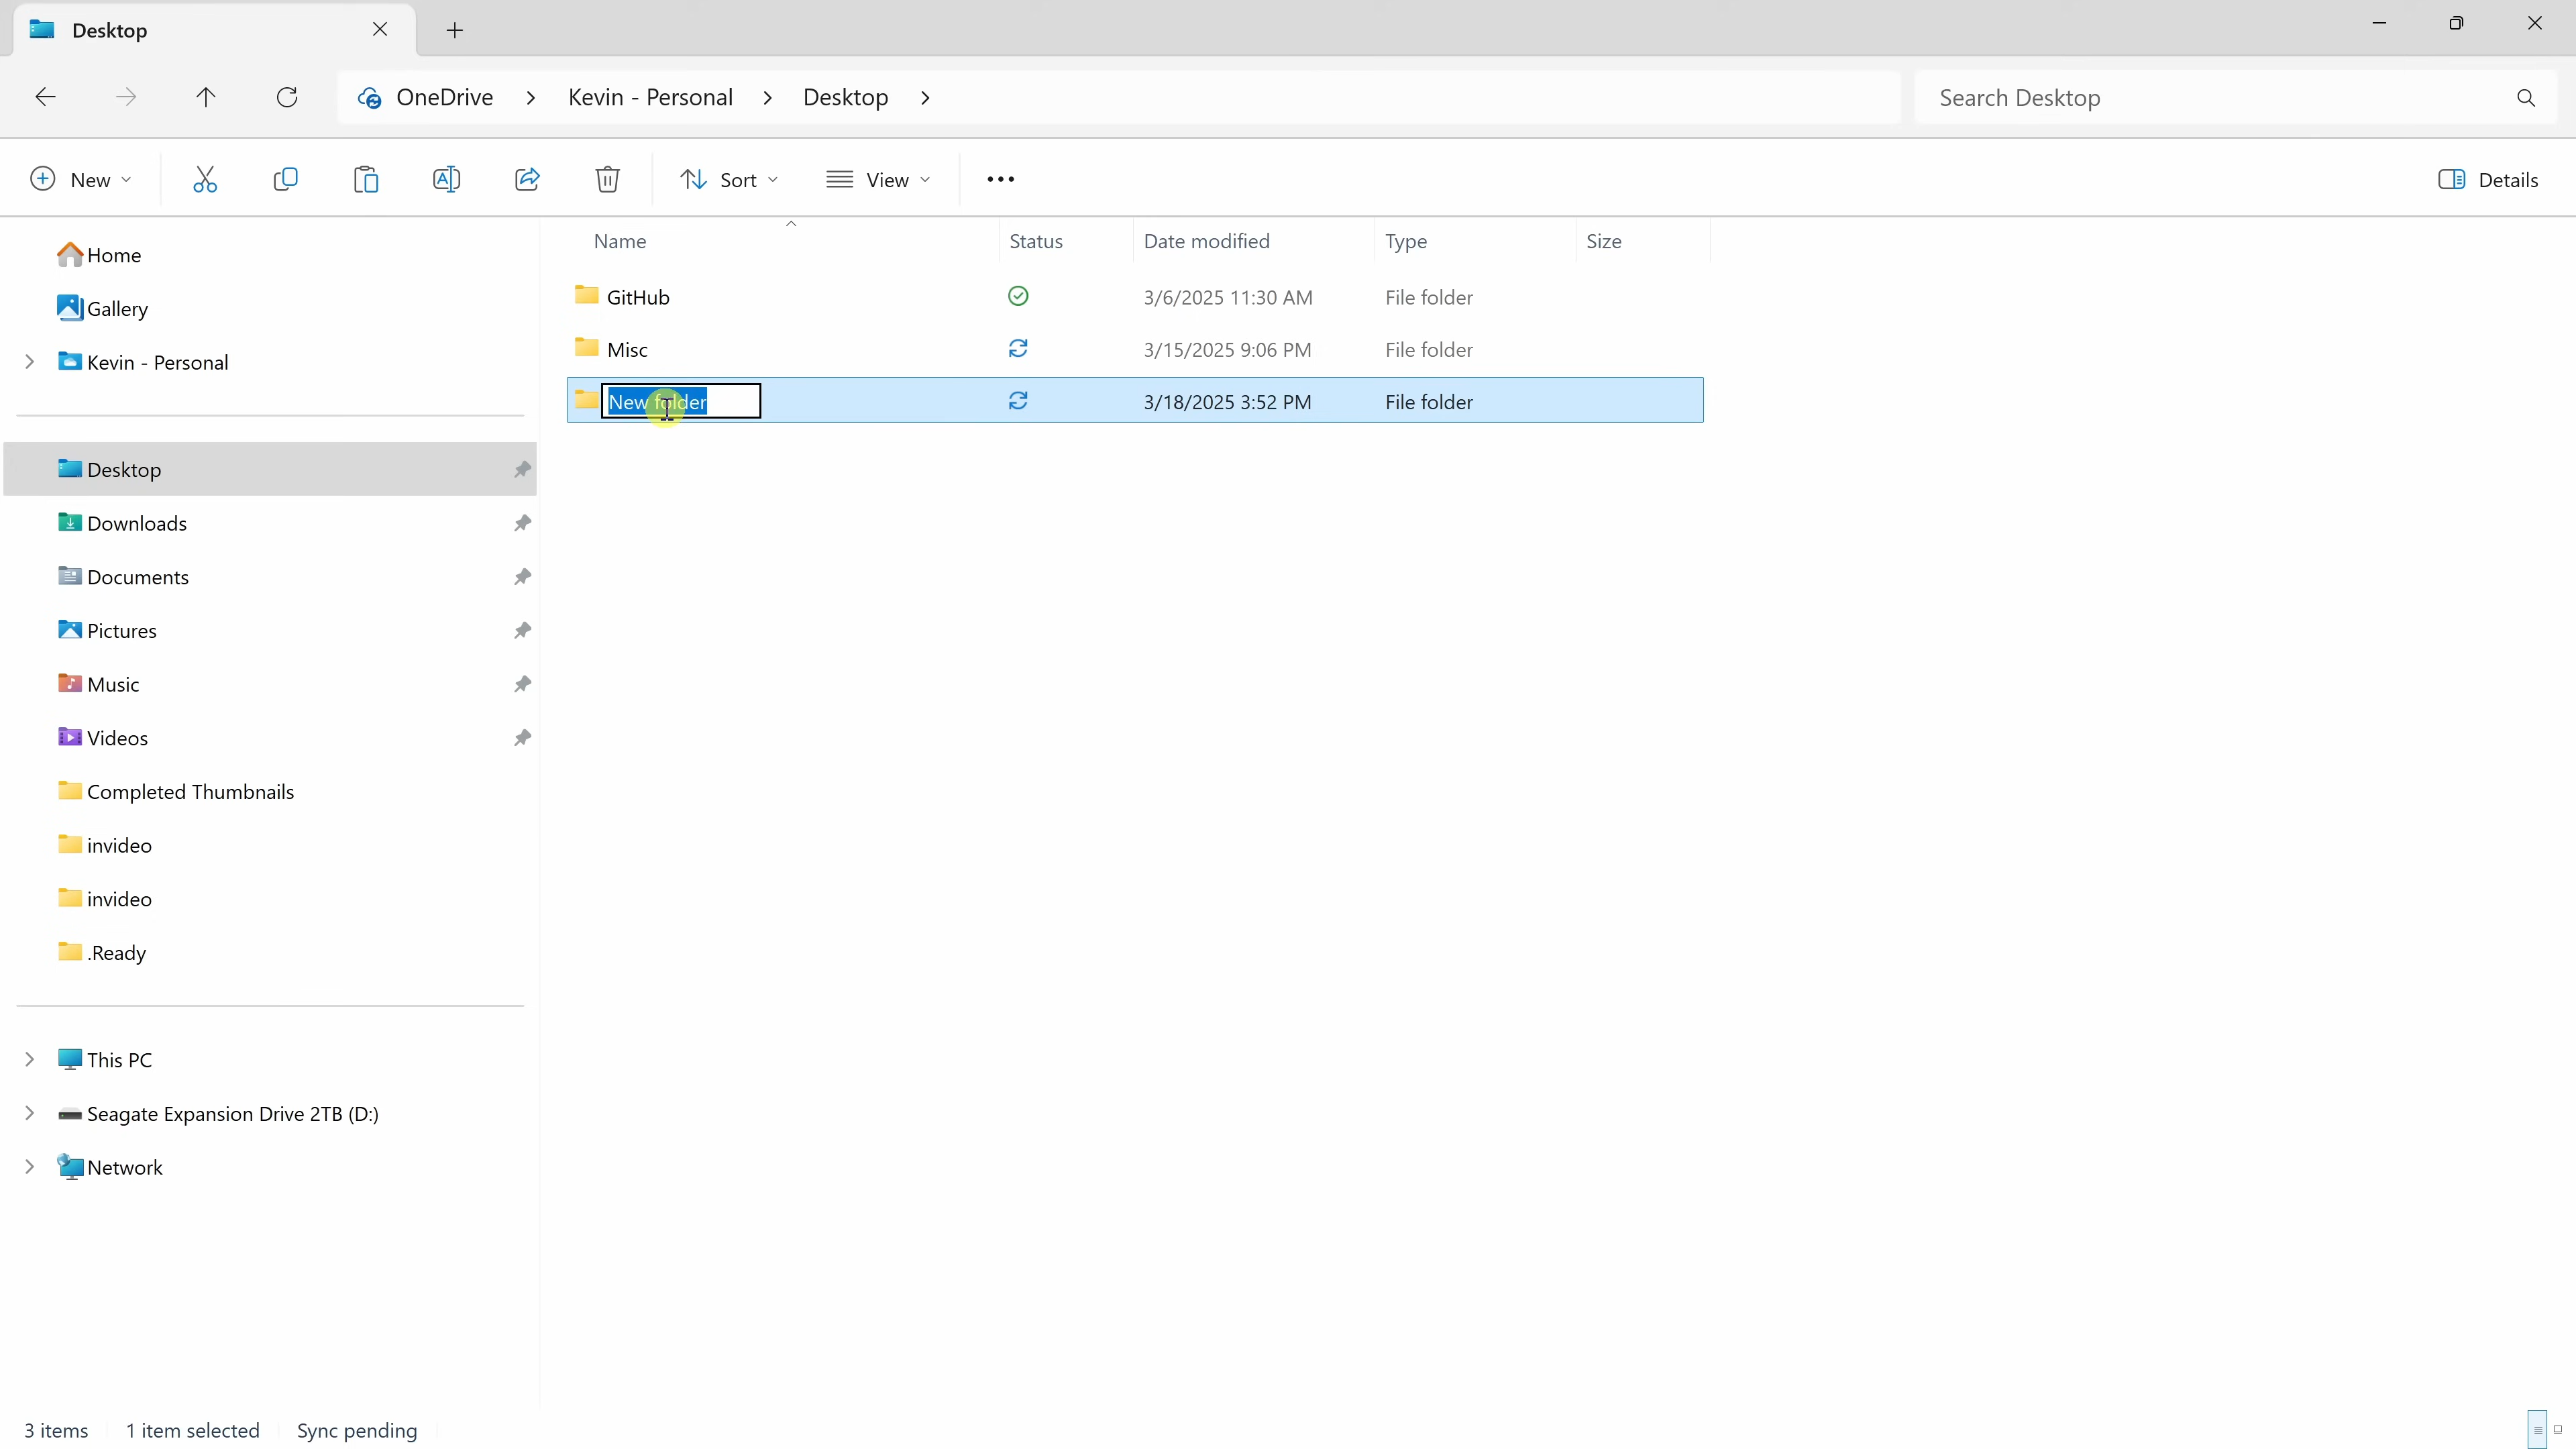 Desktop
OneDrive Kevin - Personal Desktop
Search Desktop
New Sort View Details
Home
Gallery
Kevin - Personal
Desktop
Downloads
Documents
Pictures
Music
Videos
Completed Thumbnails
invideo
invideo
.Ready
This PC
Seagate Expansion Drive 2TB (D:)
Network
Name Status Date modified Type Size
GitHub 3/6/2025 11:30 AM File folder
Misc 3/15/2025 9:06 PM File folder
New folder 3/18/2025 3:52 PM File folder
3 items 1 item selected Sync pending